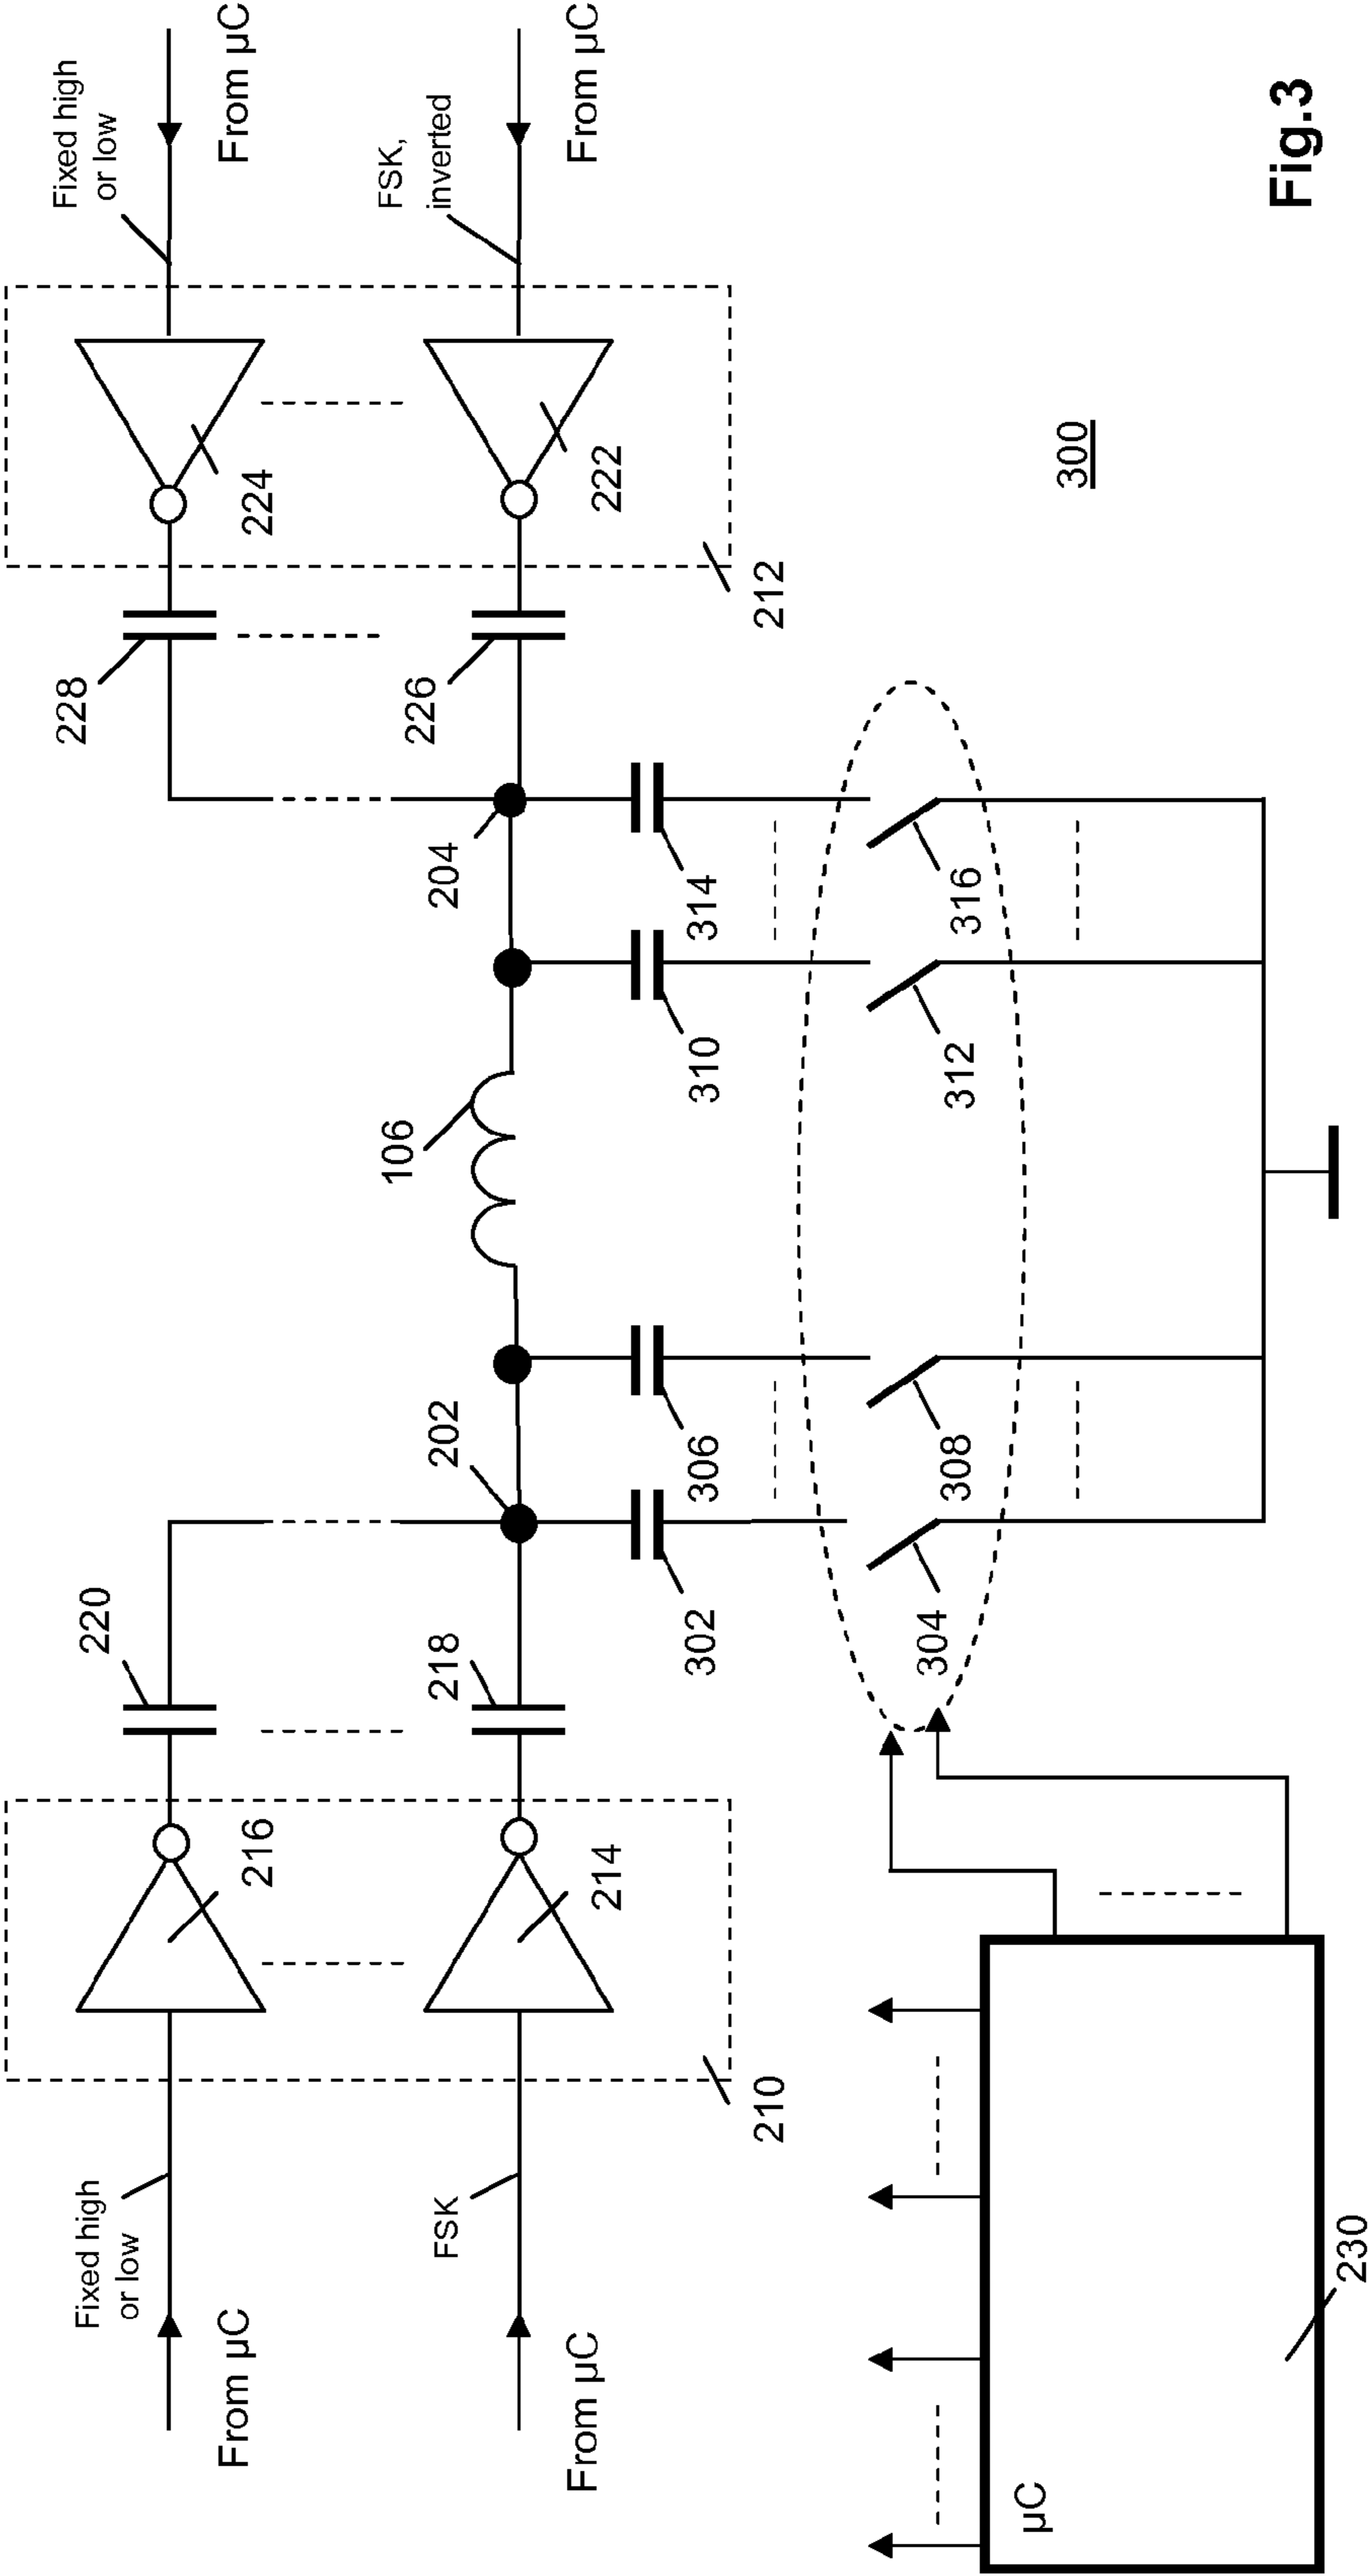 Fixed high
or low
From µC
216
220
228
224
Fixed high
or low
From µC
FSK
From µC
214
218
202
106
204
226
222
FSK,
inverted
From µC
210
302
306
310
314
212
304
308
312
316
µC
230
300
Fig.3